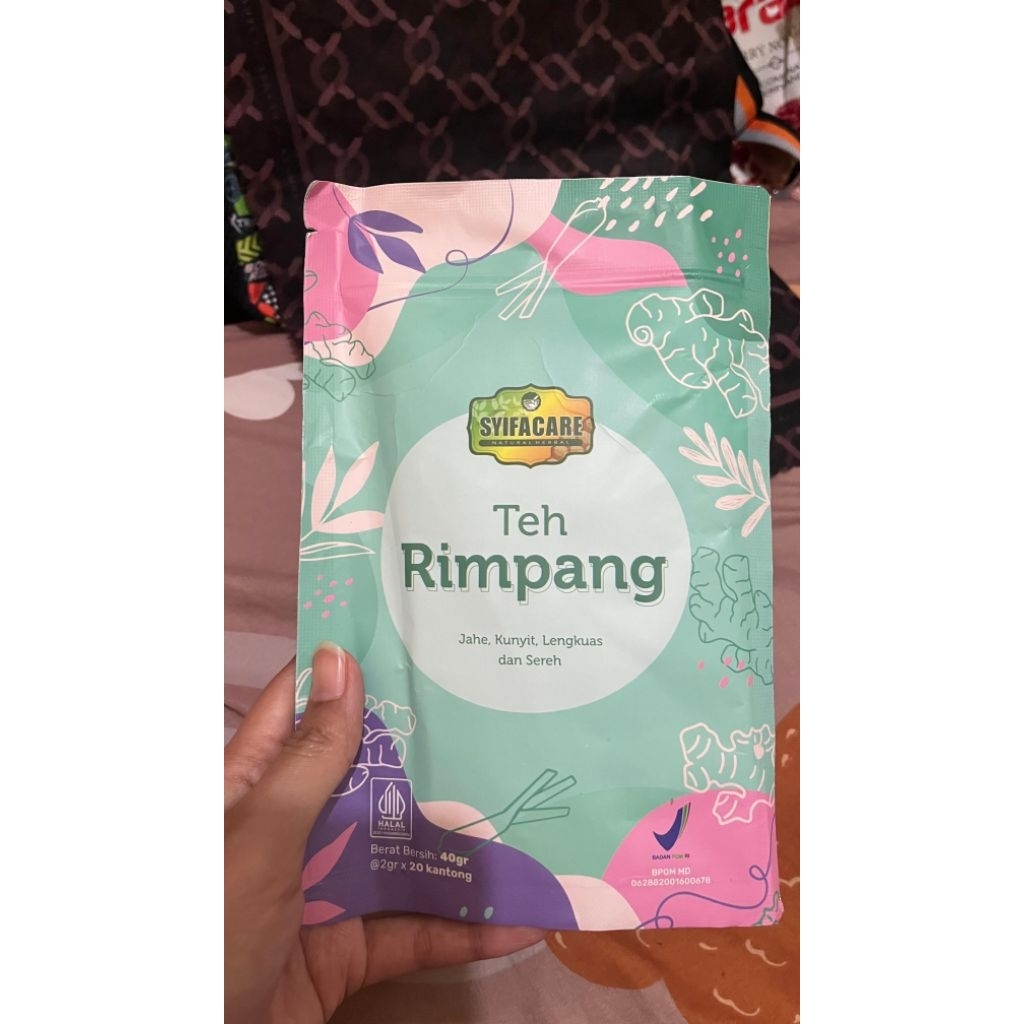 SYIFACARE
NATURAL HERBAL
Teh
Rimpang
Jahe, Kunyit, Lengkuas
dan Sereh
HALAL
INDONESIA
Berat Bersih: 40gr
@2gr x 20 kantong
BADAN POM RI
BPOM MD
062882001600678